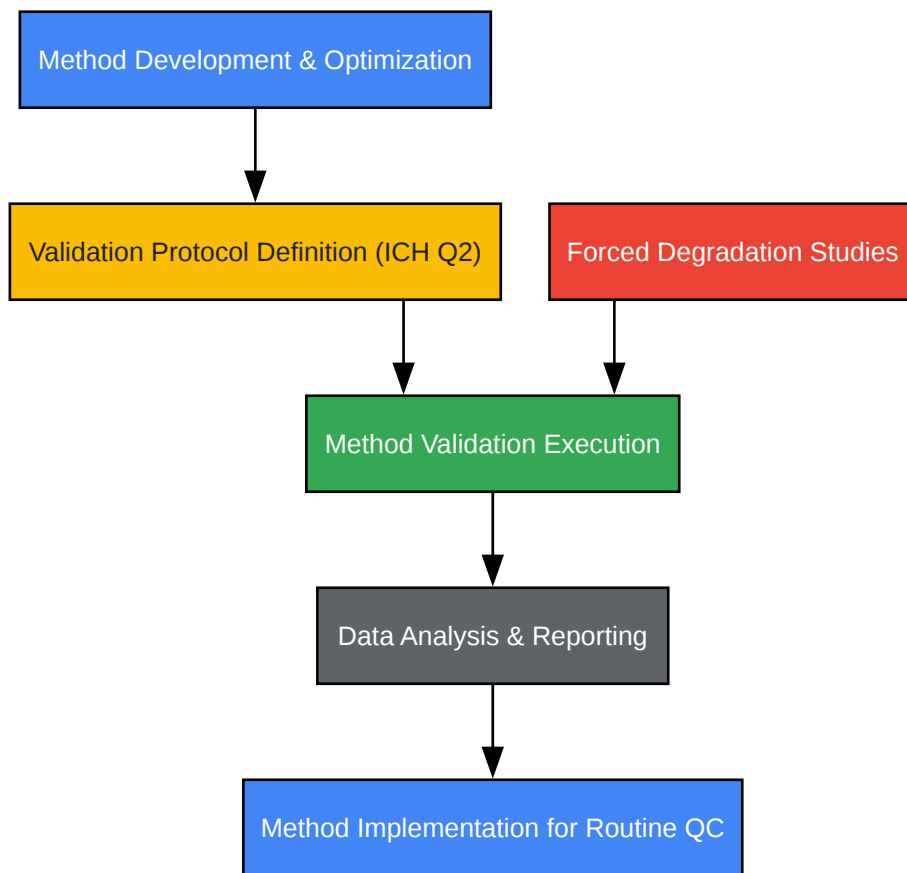 Method Development & Optimization
Validation Protocol Definition (ICH Q2)
Forced Degradation Studies
Method Validation Execution
Data Analysis & Reporting
Method Implementation for Routine QC